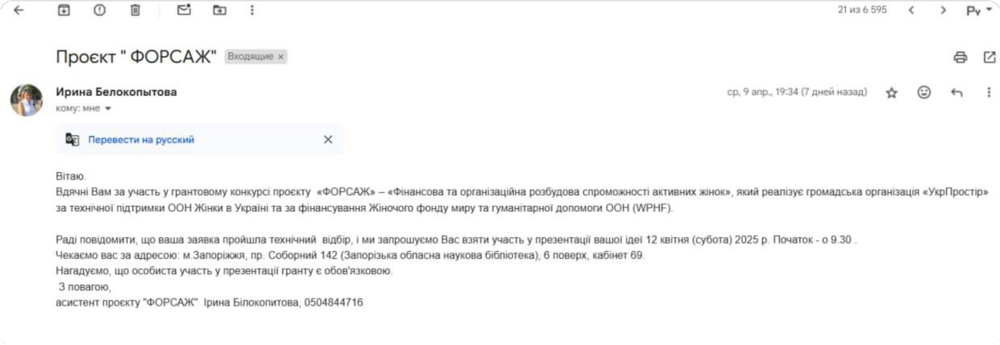 21 из 6 595
Ру
Проєкт " ФОРСАЖ" Входящие ×
Ирина Белокопытова
ср, 9 апр., 19:34 (7 дней назад)
кому: мне
Перевести на русский
Вітаю.
Вдячні Вам за участь у грантовому конкурсі проєкту «ФОРСАЖ» – «Фінансова та організаційна розбудова спроможності активних жінок», який реалізує громадська організація «УкрПростір»
за технічної підтримки ООН Жінки в Україні та за фінансування Жіночого фонду миру та гуманітарної допомоги ООН (WPHF).
Раді повідомити, що ваша заявка пройшла технічний відбір, і ми запрошуємо Вас взяти участь у презентації вашої ідеї 12 квітня (субота) 2025 р. Початок - о 9.30 .
Чекаємо вас за адресою: м.Запоріжжя, пр. Соборний 142 (Запорізька обласна наукова бібліотека), 6 поверх, кабінет 69.
Нагадуємо, що особиста участь у презентації гранту є обов'язковою.
З повагою,
асистент проєкту "ФОРСАЖ" Ірина Білокопитова, 0504844716